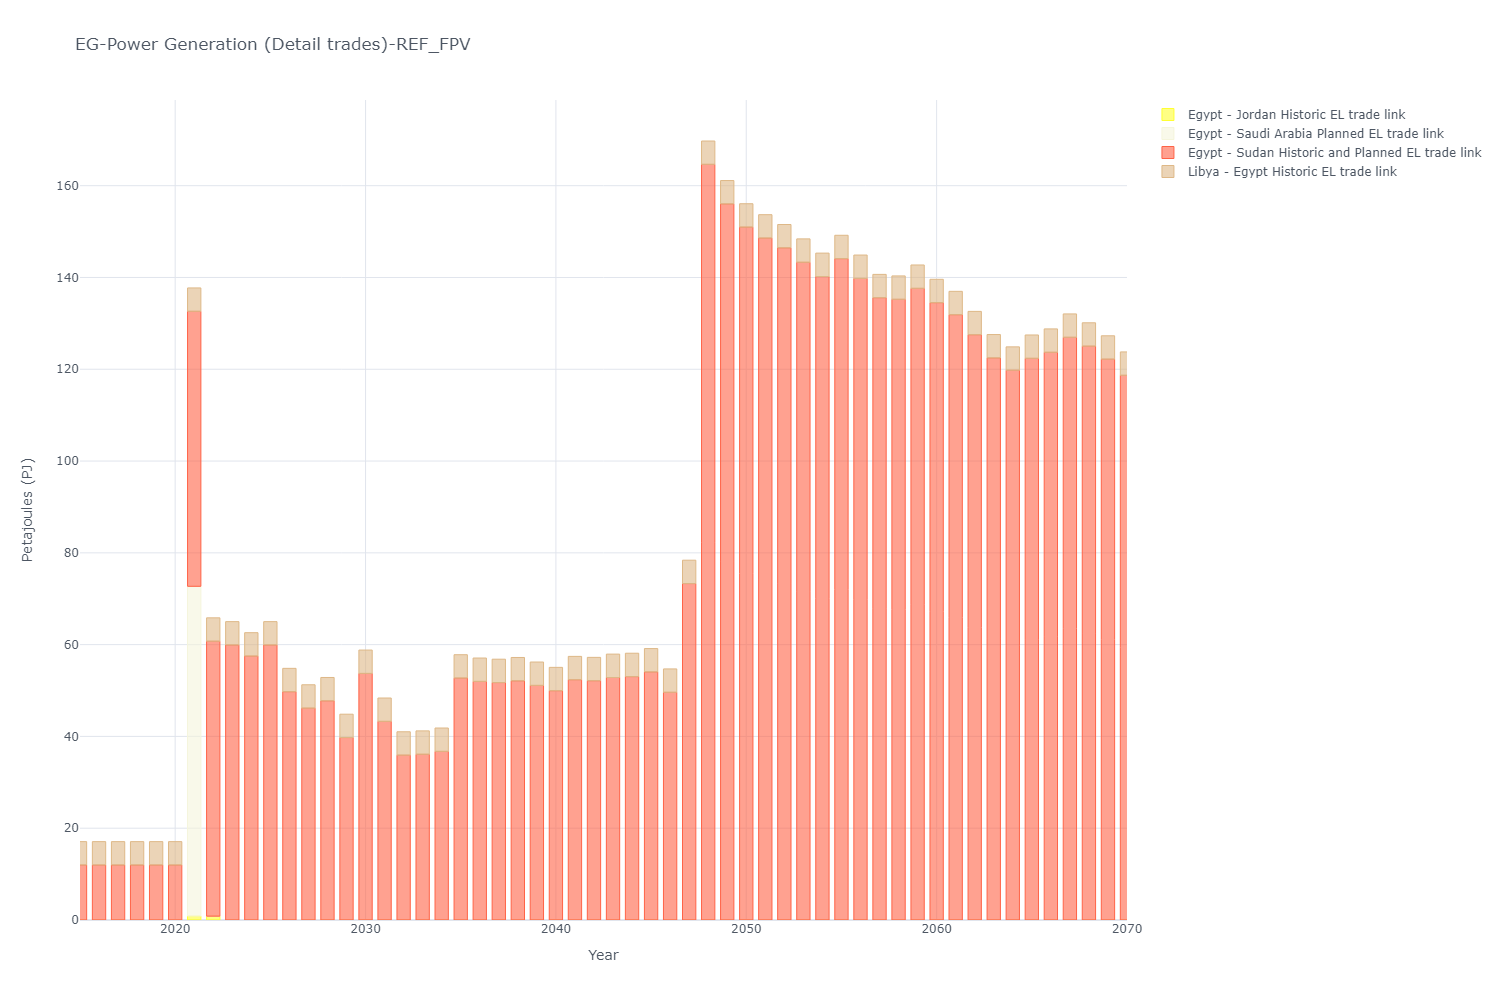 EG-Power Generation (Detail trades)-REF_FPV
Egypt - Jordan Historic EL trade link
Egypt - Saudi Arabia Planned EL trade link
Egypt - Sudan Historic and Planned EL trade link
Libya - Egypt Historic EL trade link
Petajoules (PJ)
160
140
120
100
80
60
40
20
0
2020 2030 2040 2050 2060 2070
Year